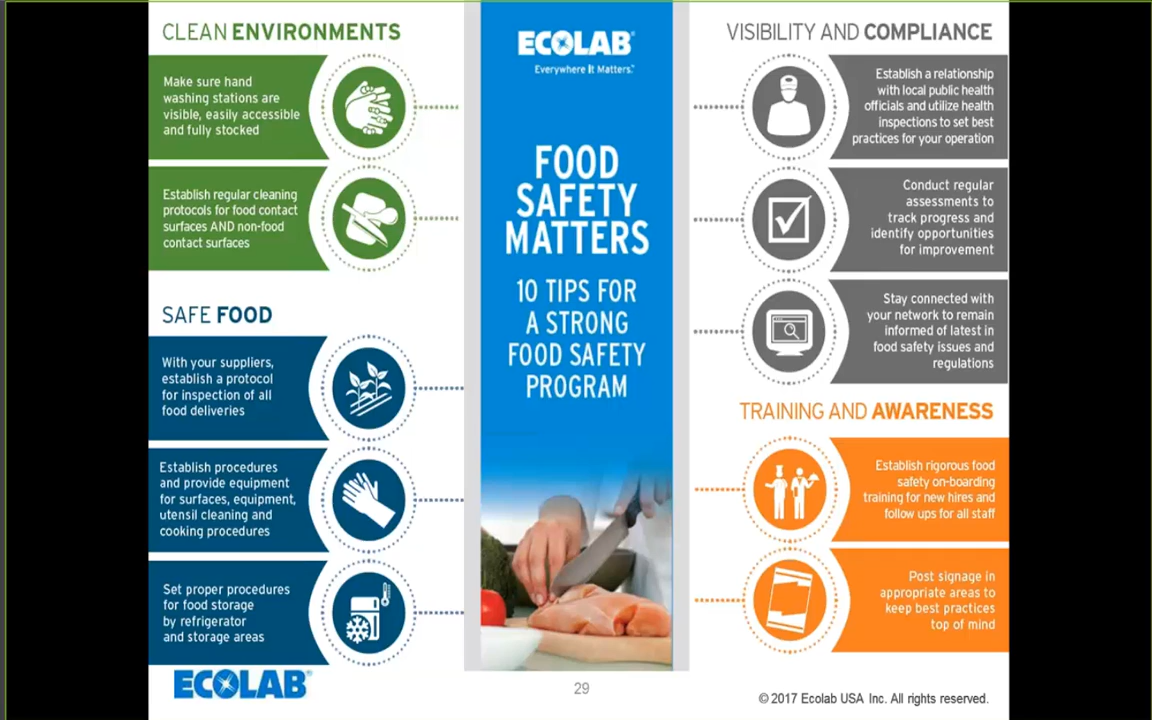 CLEAN ENVIRONMENTS
Make sure hand
washing stations are
visible, easily accessible
and fully stocked
Establish regular cleaning
protocols for food contact
surfaces AND non-food
contact surfaces
SAFE FOOD
With your suppliers,
establish a protocol
for inspection of all
food deliveries
Establish procedures
and provide equipment
for surfaces, equipment,
utensil cleaning and
cooking procedures
Set proper procedures
for food storage
by refrigerator
and storage areas
ECOLAB®
ECOLAB®
Everywhere It Matters.™
FOOD
SAFETY
MATTERS
10 TIPS FOR
A STRONG
FOOD SAFETY
PROGRAM
29
VISIBILITY AND COMPLIANCE
Establish a relationship
with local public health
officials and utilize health
inspections to set best
practices for your operation
Conduct regular
assessments to
track progress and
identify opportunities
for improvement
Stay connected with
your network to remain
informed of latest in
food safety issues and
regulations
TRAINING AND AWARENESS
Establish rigorous food
safety on-boarding
training for new hires and
follow ups for all staff
Post signage in
appropriate areas to
keep best practices
top of mind
© 2017 Ecolab USA Inc. All rights reserved.